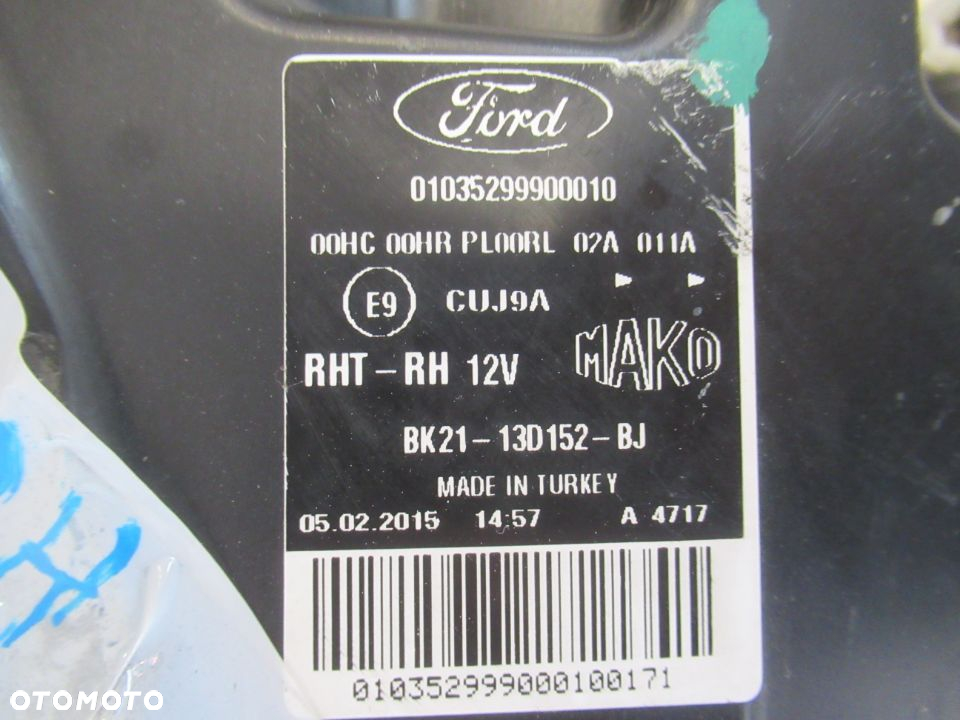 Ford
01035299900010
00HC 00HR PL00RL 02A 011A
E9 CUJ9A
MAKO
RHT-RH 12V
BK21-13D152-BJ
MADE IN TURKEY
05.02.2015 14:57 A 4717
010352999000100171
OTOMOTO